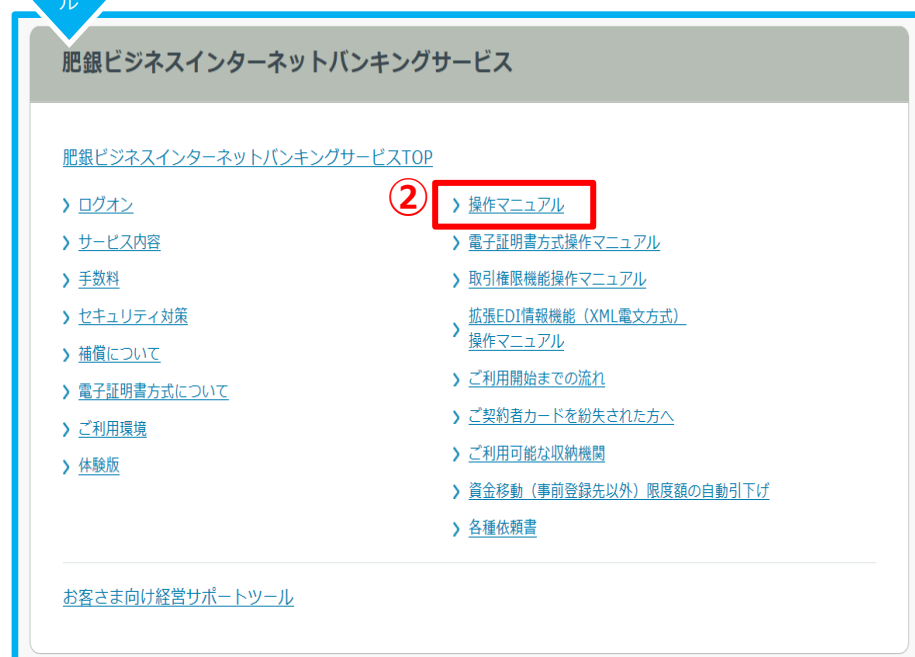 ル
肥銀ビジネスインターネットバンキングサービス
肥銀ビジネスインターネットバンキングサービスTOP
ログオン
サービス内容
手数料
セキュリティ対策
補償について
電子証明書方式について
ご利用環境
体験版
②
操作マニュアル
電子証明書方式操作マニュアル
取引権限機能操作マニュアル
拡張EDI情報機能（XML電文方式）
操作マニュアル
ご利用開始までの流れ
ご契約者カードを紛失された方へ
ご利用可能な収納機関
資金移動（事前登録先以外）限度額の自動引下げ
各種依頼書
お客さま向け経営サポートツール